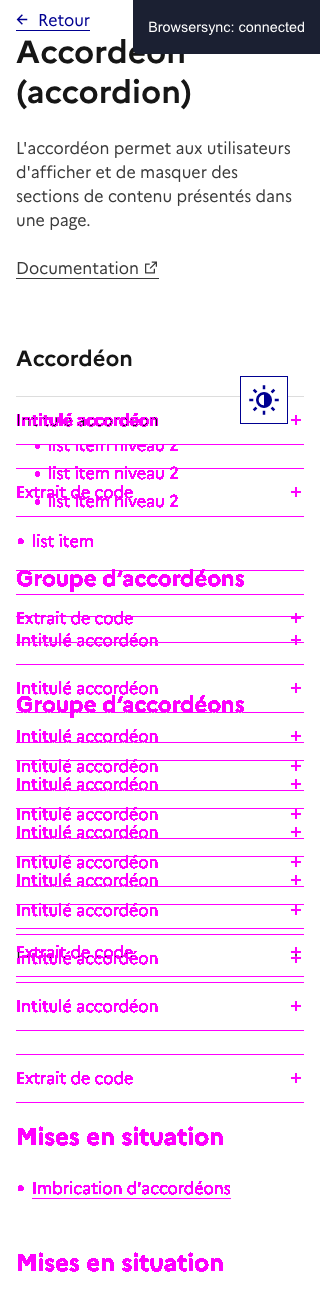 Retour
Browsersync: connected
Accordéon
(accordion)
L'accordéon permet aux utilisateurs
d'afficher et de masquer des
sections de contenu présentés dans
une page.
Documentation
Accordéon
Intitulé accordéon
list item niveau 2
list item niveau 2
Extrait de code
list item niveau 2
list item
Groupe d’accordéons
Extrait de code
Intitulé accordéon
Intitulé accordéon
Groupe d’accordéons
Intitulé accordéon
Intitulé accordéon
Intitulé accordéon
Intitulé accordéon
Intitulé accordéon
Intitulé accordéon
Intitulé accordéon
Intitulé accordéon
Extrait de code
Intitulé accordéon
Intitulé accordéon
Extrait de code
Mises en situation
Imbrication d’accordéons
Mises en situation